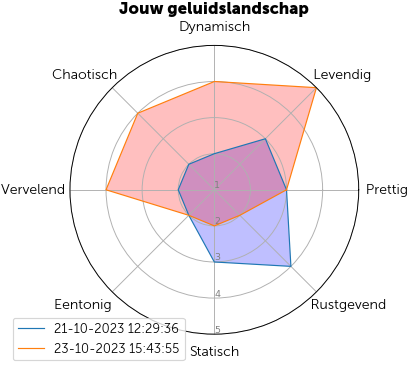 Jouw geluidslandschap
Dynamisch
Chaotisch
Levendig
Vervelend
1
Prettig
2
3
4
Eentonig
Rustgevend
5
21-10-2023 12:29:36
23-10-2023 15:43:55
Statisch